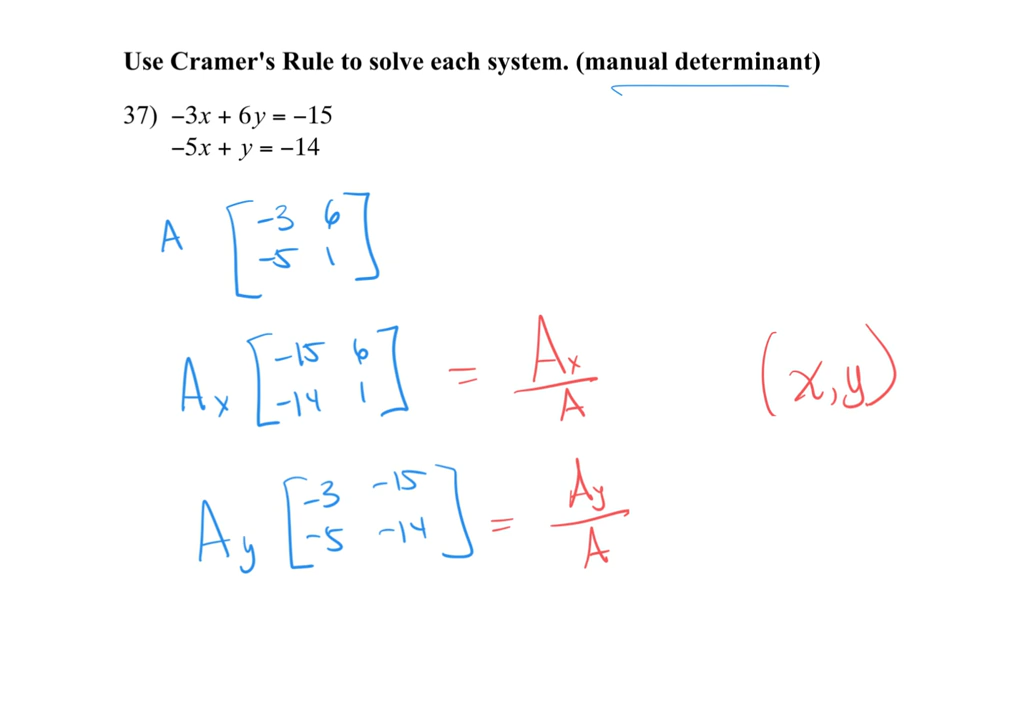 Use Cramer's Rule to solve each system. (manual determinant)
37) −3x + 6y = −15
−5x + y = −14
A [ −3 6
−5 1 ]
Ax [ −15 6
−14 1 ] = Ax / A (x, y)
Ay [ −3 −15
−5 −14 ] = Ay / A